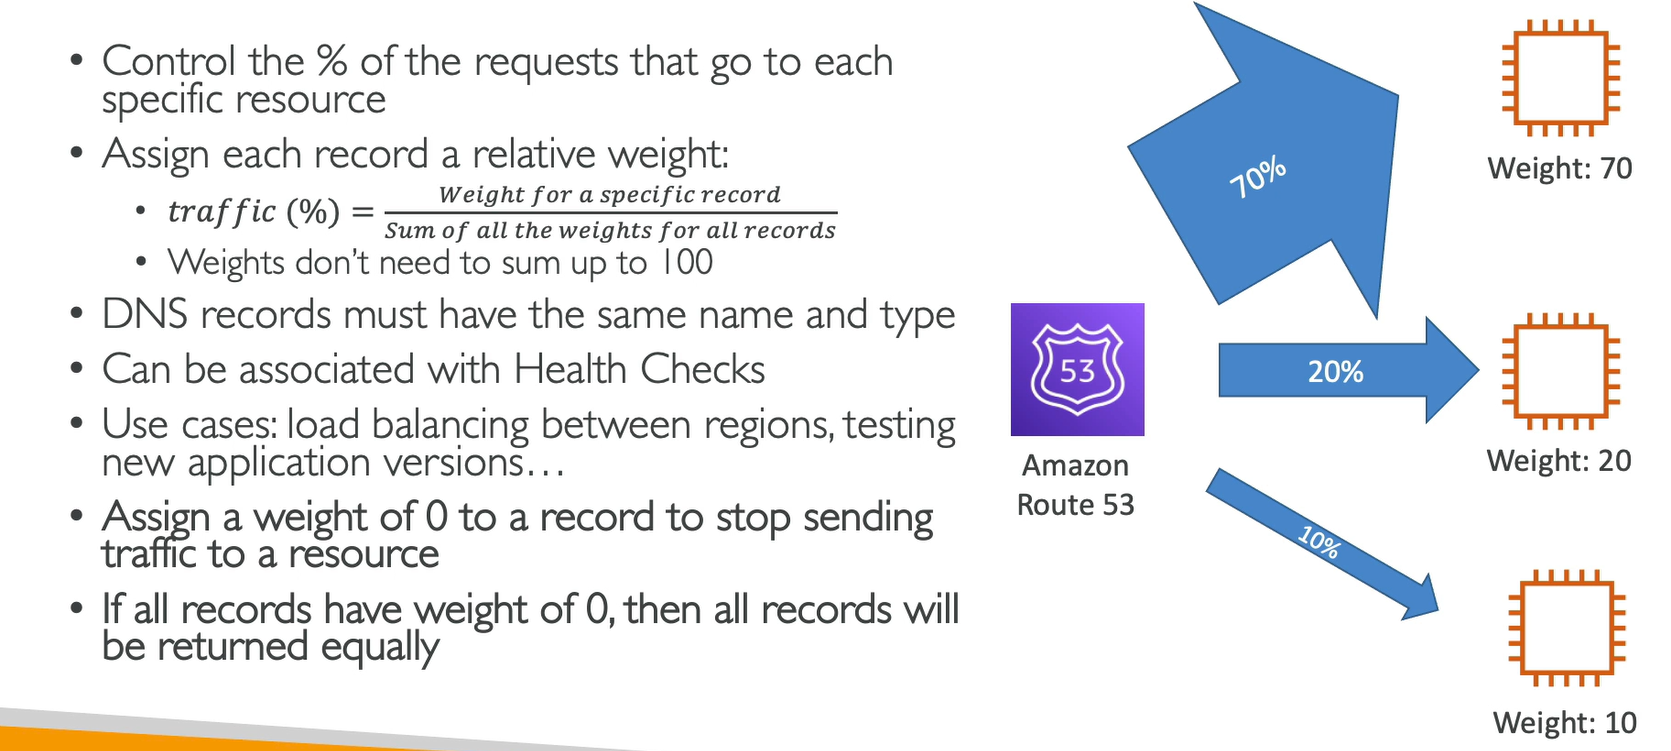 • Control the % of the requests that go to each
specific resource
• Assign each record a relative weight:
• traffic (%) = Weight for a specific record
Sum of all the weights for all records
• Weights don’t need to sum up to 100
• DNS records must have the same name and type
• Can be associated with Health Checks
• Use cases: load balancing between regions, testing
new application versions…
• Assign a weight of 0 to a record to stop sending
traffic to a resource
• If all records have weight of 0, then all records will
be returned equally
53
Amazon
Route 53
70%
20%
10%
Weight: 70
Weight: 20
Weight: 10